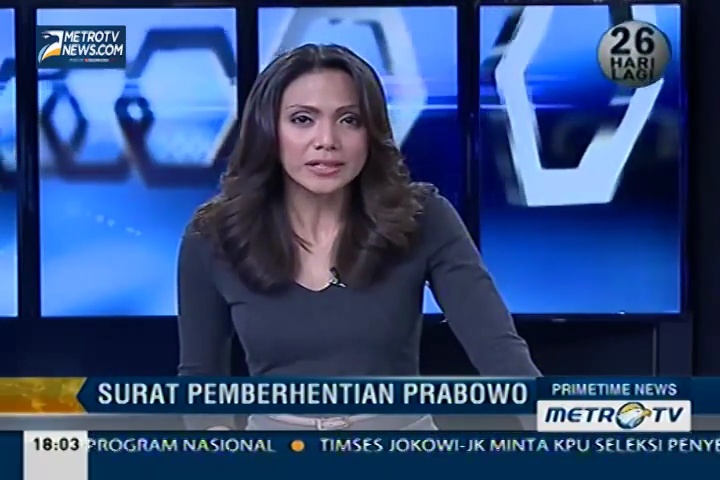 METROTV
NEWS.COM
26
HARI
LAGI
SURAT PEMBERHENTIAN PRABOWO
PRIMETIME NEWS
METRO TV
18:03
PROGRAM NASIONAL
TIMSES JOKOWI-JK MINTA KPU SELEKSI PENYE